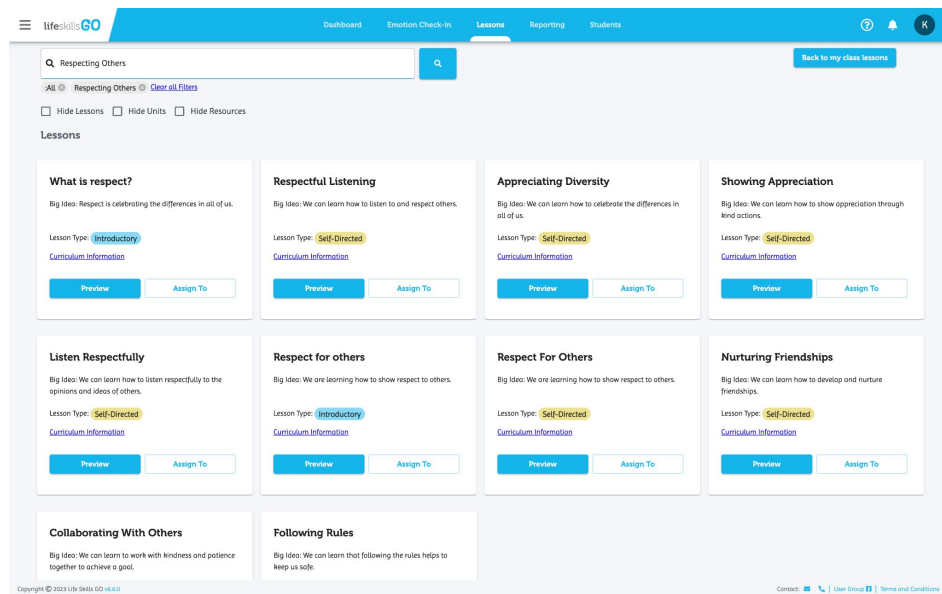 lifeskillsGO
Dashboard Emotion Check-In Lessons Reporting Students
K
Respecting Others
Back to my class lessons
:All Respecting Others Clear all Filters
Hide Lessons Hide Units Hide Resources
Lessons
What is respect?
Big Idea: Respect is celebrating the differences in all of us.
Lesson Type: Introductory
Curriculum Information
Preview Assign To
Respectful Listening
Big Idea: We can learn how to listen to and respect others.
Lesson Type: Self-Directed
Curriculum Information
Preview Assign To
Appreciating Diversity
Big Idea: We can learn how to celebrate the differences in
all of us.
Lesson Type: Self-Directed
Curriculum Information
Preview Assign To
Showing Appreciation
Big Idea: We can learn how to show appreciation through
kind actions.
Lesson Type: Self-Directed
Curriculum Information
Preview Assign To
Listen Respectfully
Big Idea: We can learn how to listen respectfully to the
opinions and ideas of others.
Lesson Type: Self-Directed
Curriculum Information
Preview Assign To
Respect for others
Big Idea: We are learning how to show respect to others.
Lesson Type: Introductory
Curriculum Information
Preview Assign To
Respect For Others
Big Idea: We are learning how to show respect to others.
Lesson Type: Self-Directed
Curriculum Information
Preview Assign To
Nurturing Friendships
Big Idea: We can learn how to develop and nurture
friendships.
Lesson Type: Self-Directed
Curriculum Information
Preview Assign To
Collaborating With Others
Big Idea: We can learn to work with kindness and patience
together to achieve a goal.
Following Rules
Big Idea: We can learn that following the rules helps to
keep us safe.
Copyright © 2023 Life Skills GO v6.6.0
Contact: | User Group | Terms and Conditions